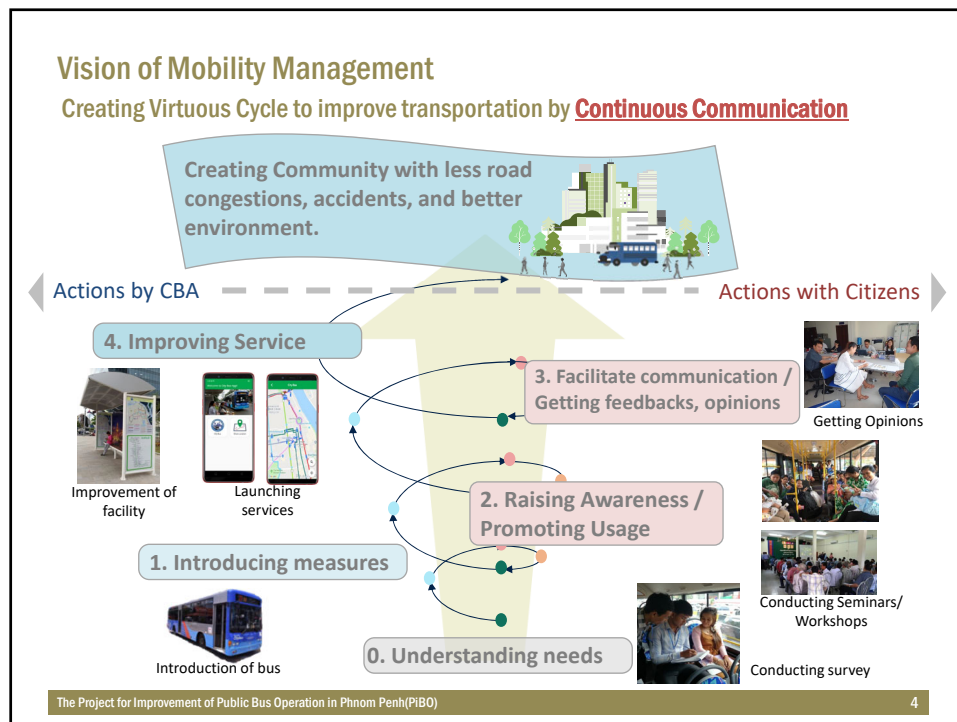 Vision of Mobility Management
Creating Virtuous Cycle to improve transportation by Continuous Communication
Creating Community with less road
congestions, accidents, and better
environment.
Actions by CBA
Actions with Citizens
4. Improving Service
3. Facilitate communication /
Getting feedbacks, opinions
Getting Opinions
Improvement of
facility
Launching
services
2. Raising Awareness /
Promoting Usage
1. Introducing measures
Conducting Seminars/
Workshops
Introduction of bus
0. Understanding needs
Conducting survey
The Project for Improvement of Public Bus Operation in Phnom Penh(PiBO)
4